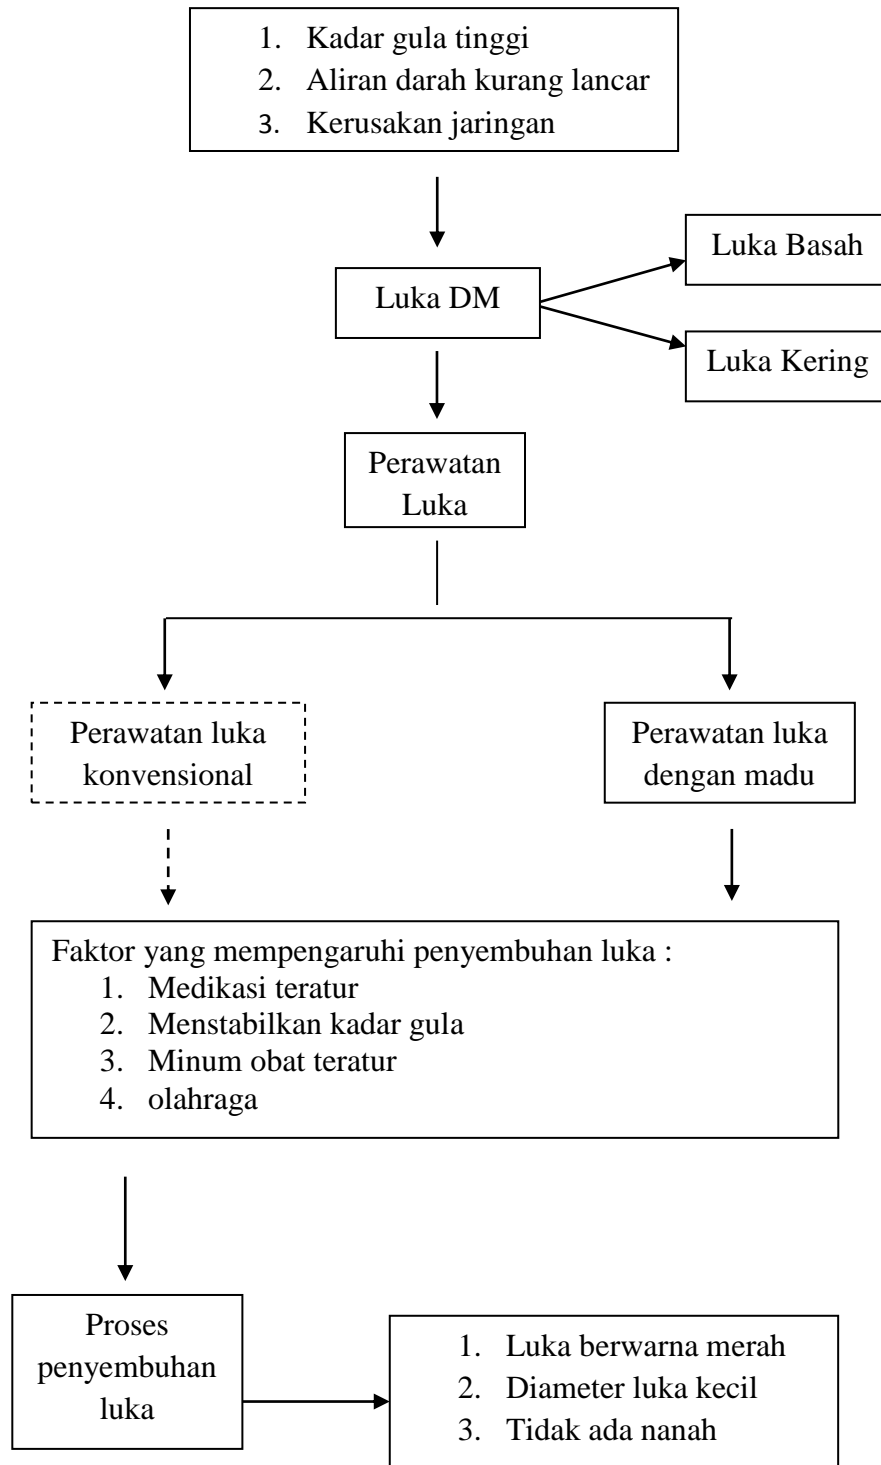 1. Kadar gula tinggi
2. Aliran darah kurang lancar
3. Kerusakan jaringan
Luka Basah
Luka DM
Luka Kering
Perawatan
Luka
Perawatan luka
konvensional
Perawatan luka
dengan madu
Faktor yang mempengaruhi penyembuhan luka :
1. Medikasi teratur
2. Menstabilkan kadar gula
3. Minum obat teratur
4. olahraga
Proses
penyembuhan
luka
1. Luka berwarna merah
2. Diameter luka kecil
3. Tidak ada nanah